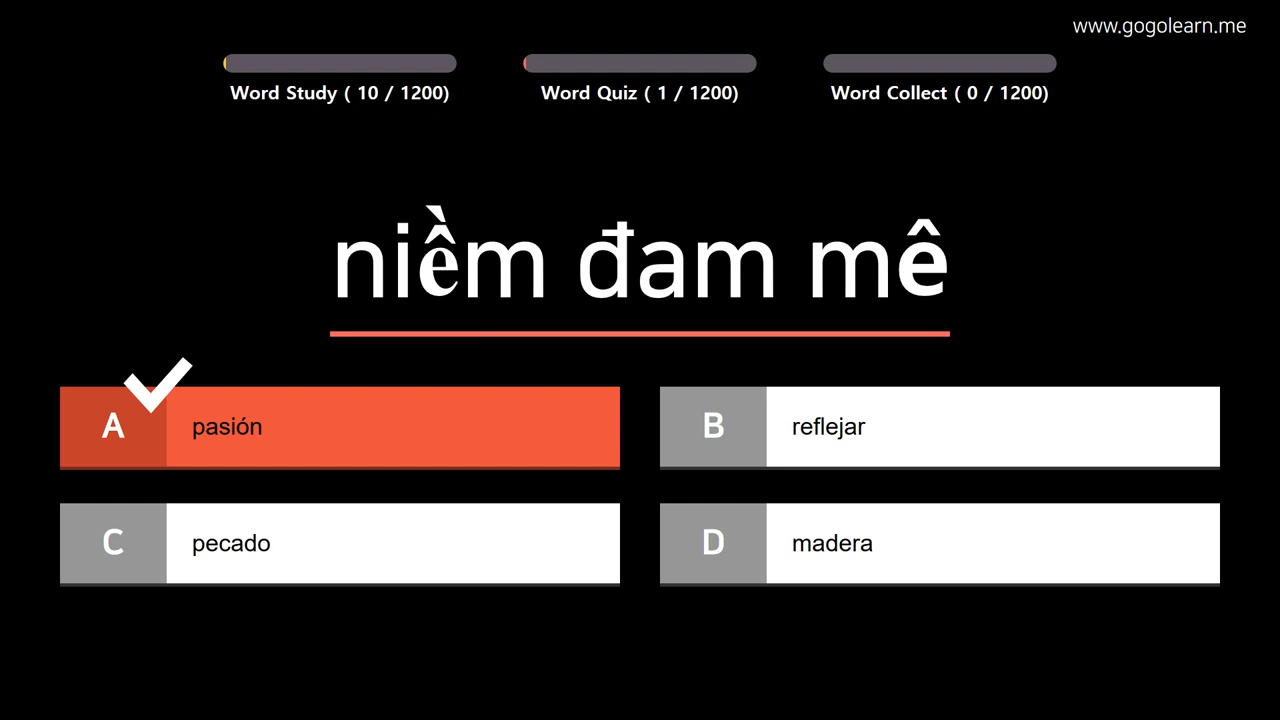 www.gogolearn.me
Word Study ( 10 / 1200)
Word Quiz ( 1 / 1200)
Word Collect ( 0 / 1200)
niềm đam mê
A pasión
B reflejar
C pecado
D madera